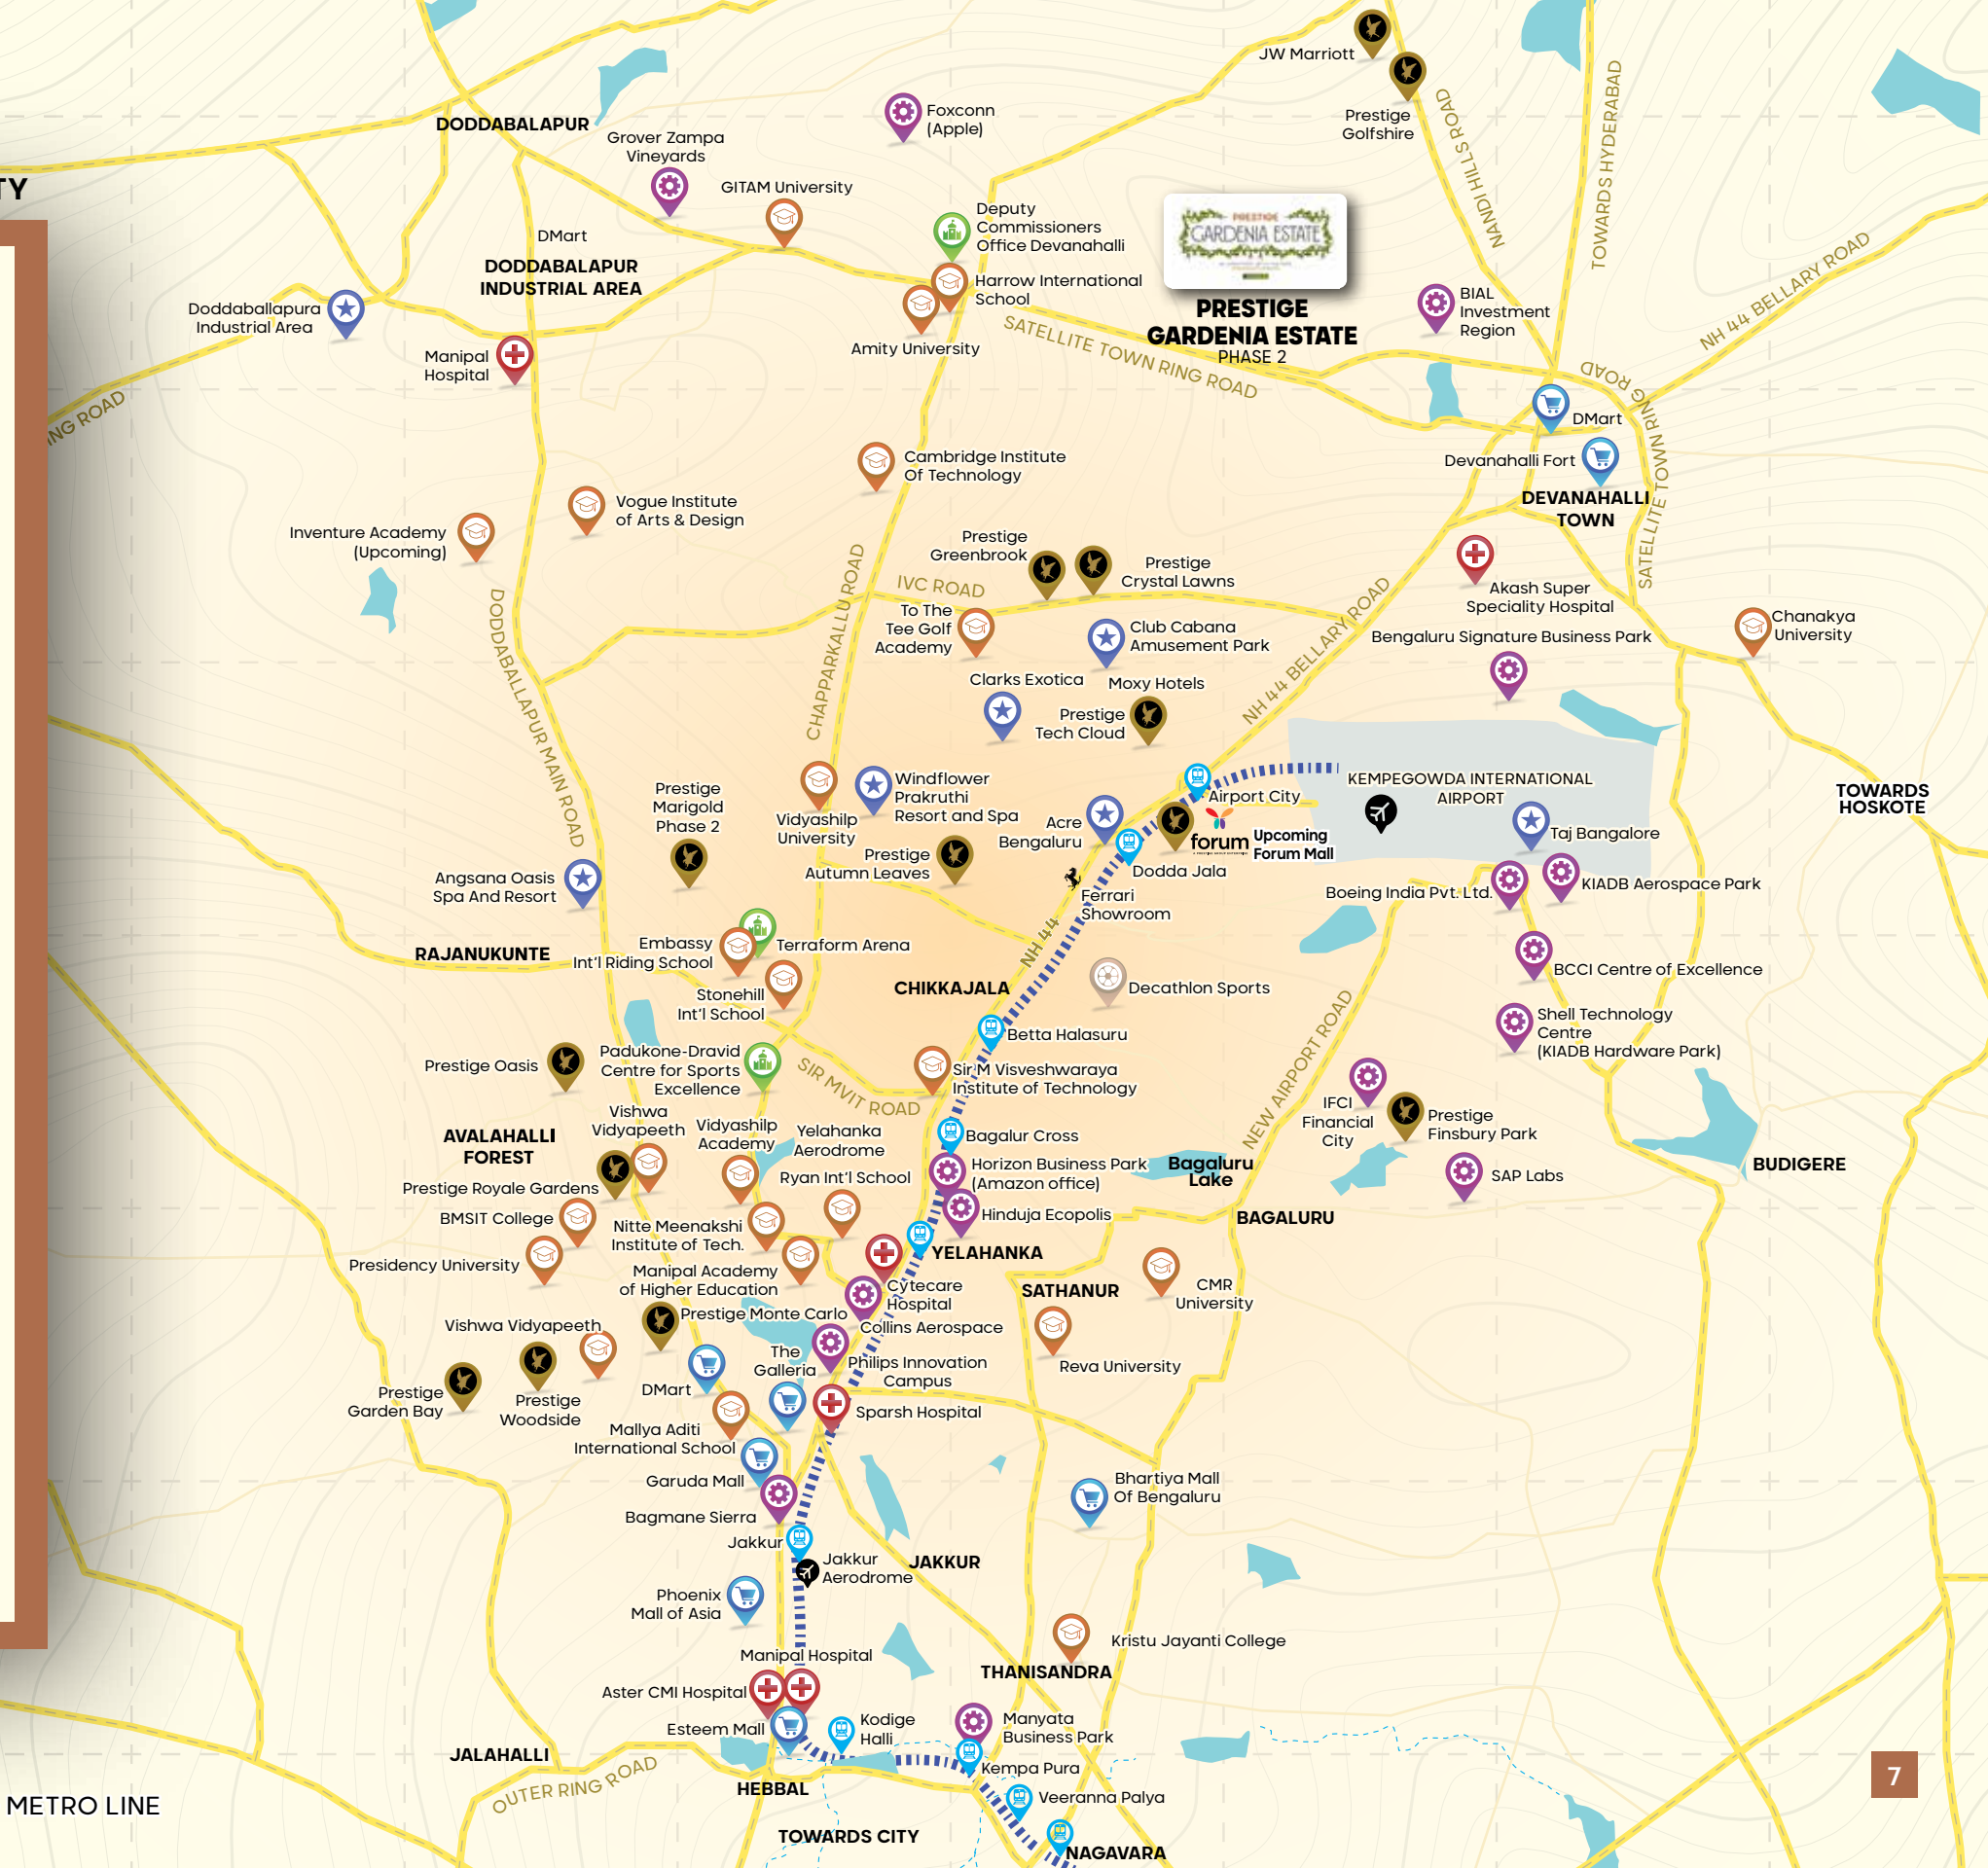 JW Marriott
Prestige
Golfshire
NANDI HILLS ROAD
TOWARDS HYDERABAD
Foxconn
(Apple)
DODDABALAPUR
Grover Zampa
Vineyards
GITAM University
TY
Deputy
Commissioners
Office Devanahalli
PRESTIGE
GARDENIA ESTATE
DMart
DODDABALAPUR
INDUSTRIAL AREA
Harrow International
School
PRESTIGE
GARDENIA ESTATE
PHASE 2
BIAL
Investment
Region
NH 44 BELLARY ROAD
Doddaballapura
Industrial Area
Manipal
Hospital
Amity University
SATELLITE TOWN RING ROAD
SATELLITE TOWN RING ROAD
ING ROAD
DMart
Devanahalli Fort
DEVANAHALLI
TOWN
Cambridge Institute
Of Technology
Vogue Institute
of Arts & Design
Inventure Academy
(Upcoming)
Prestige
Greenbrook
Prestige
Crystal Lawns
IVC ROAD
To The
Tee Golf
Academy
Club Cabana
Amusement Park
Akash Super
Speciality Hospital
Chanakya
University
Bengaluru Signature Business Park
DODDABALLAPUR MAIN ROAD
CHAPPARKALLU ROAD
NH 44 BELLARY ROAD
Clarks Exotica
Moxy Hotels
Prestige
Tech Cloud
KEMPEGOWDA INTERNATIONAL
AIRPORT
Airport City
Taj Bangalore
TOWARDS
HOSKOTE
Prestige
Marigold
Phase 2
Vidyashilp
University
Windflower
Prakruthi
Resort and Spa
Acre
Bengaluru
forum
Upcoming
Forum Mall
Dodda Jala
Prestige
Autumn Leaves
Ferrari
Showroom
Boeing India Pvt. Ltd.
KIADB Aerospace Park
Angsana Oasis
Spa And Resort
NH 44
RAJANUKUNTE
Embassy
Int'l Riding School
Terraform Arena
BCCI Centre of Excellence
Stonehill
Int'l School
CHIKKAJALA
Decathlon Sports
Shell Technology
Centre
(KIADB Hardware Park)
Betta Halasuru
Prestige Oasis
Padukone-Dravid
Centre for Sports
Excellence
SIR MVIT ROAD
Sir M Visveshwaraya
Institute of Technology
NEW AIRPORT ROAD
IFCI
Financial
City
Prestige
Finsbury Park
Vishwa
Vidyapeeth
Vidyashilp
Academy
Yelahanka
Aerodrome
Bagalur Cross
AVALAHALLI
FOREST
Ryan Int'l School
Horizon Business Park
(Amazon office)
Bagaluru
Lake
SAP Labs
BUDIGERE
Prestige Royale Gardens
BMSIT College
Nitte Meenakshi
Institute of Tech.
Hinduja Ecopolis
BAGALURU
YELAHANKA
Presidency University
Manipal Academy
of Higher Education
Cytecare
Hospital
SATHANUR
CMR
University
Prestige Monte Carlo
Collins Aerospace
Vishwa Vidyapeeth
The
Galleria
Philips Innovation
Campus
Reva University
Prestige
Garden Bay
Prestige
Woodside
DMart
Sparsh Hospital
Mallya Aditi
International School
Garuda Mall
Bhartiya Mall
Of Bengaluru
Bagmane Sierra
Jakkur
Jakkur
Aerodrome
JAKKUR
Phoenix
Mall of Asia
Kristu Jayanti College
Manipal Hospital
THANISANDRA
Aster CMI Hospital
Esteem Mall
Kodige
Halli
Manyata
Business Park
JALAHALLI
OUTER RING ROAD
Kempa Pura
HEBBAL
7
METRO LINE
Veeranna Palya
TOWARDS CITY
NAGAVARA